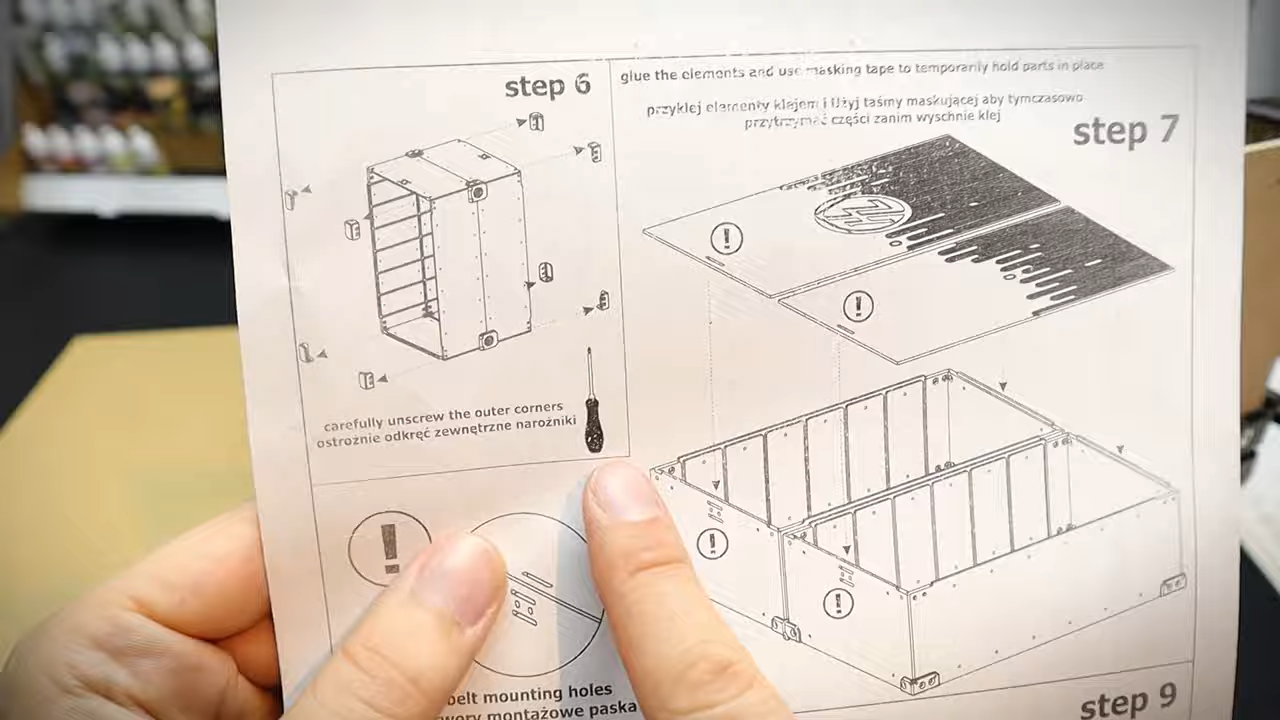 step 6
carefully unscrew the outer corners
ostrożnie odkręć zewnętrzne narożniki
glue the elements and use masking tape to temporarily hold parts in place
przyklej elementy klejem i Użyj taśmy maskującej aby tymczasowo
przytrzymać części zanim wyschnie klej
step 7
!
!
!
!
!
belt mounting holes
montażowe paska
step 9